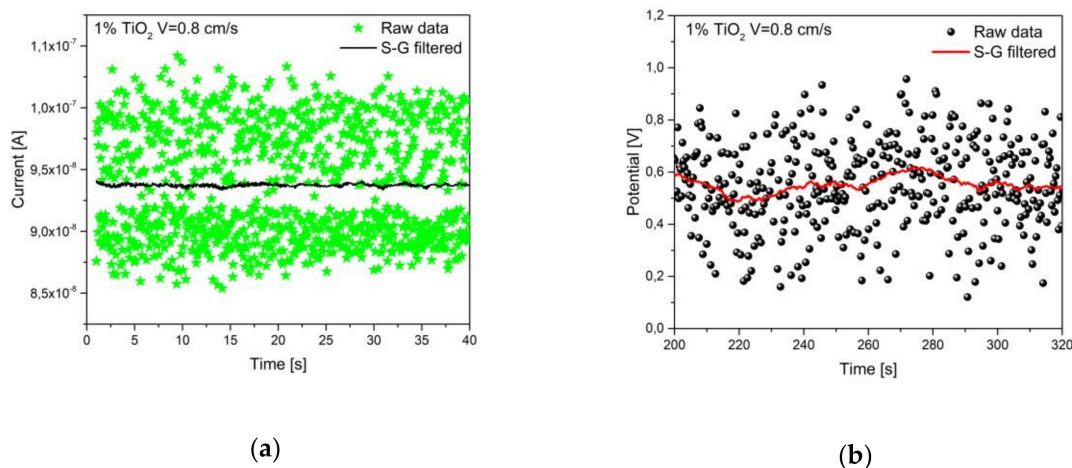 1% TiO₂ V=0.8 cm/s
Raw data
S-G filtered
1,1x10⁻⁷
1,0x10⁻⁷
9,5x10⁻⁸
9,0x10⁻⁸
8,5x10⁻⁸
Current [A]
0 5 10 15 20 25 30 35 40
Time [s]
(a)
1% TiO₂ V=0.8 cm/s
Raw data
S-G filtered
1,2
1,0
0,8
0,6
0,4
0,2
0,0
Potential [V]
200 220 240 260 280 300 320
Time [s]
(b)